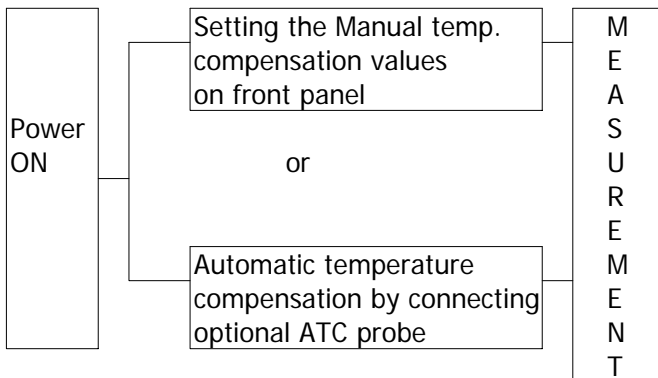 Power
ON
Setting the Manual temp.
compensation values
on front panel
or
Automatic temperature
compensation by connecting
optional ATC probe
M
E
A
S
U
R
E
M
E
N
T